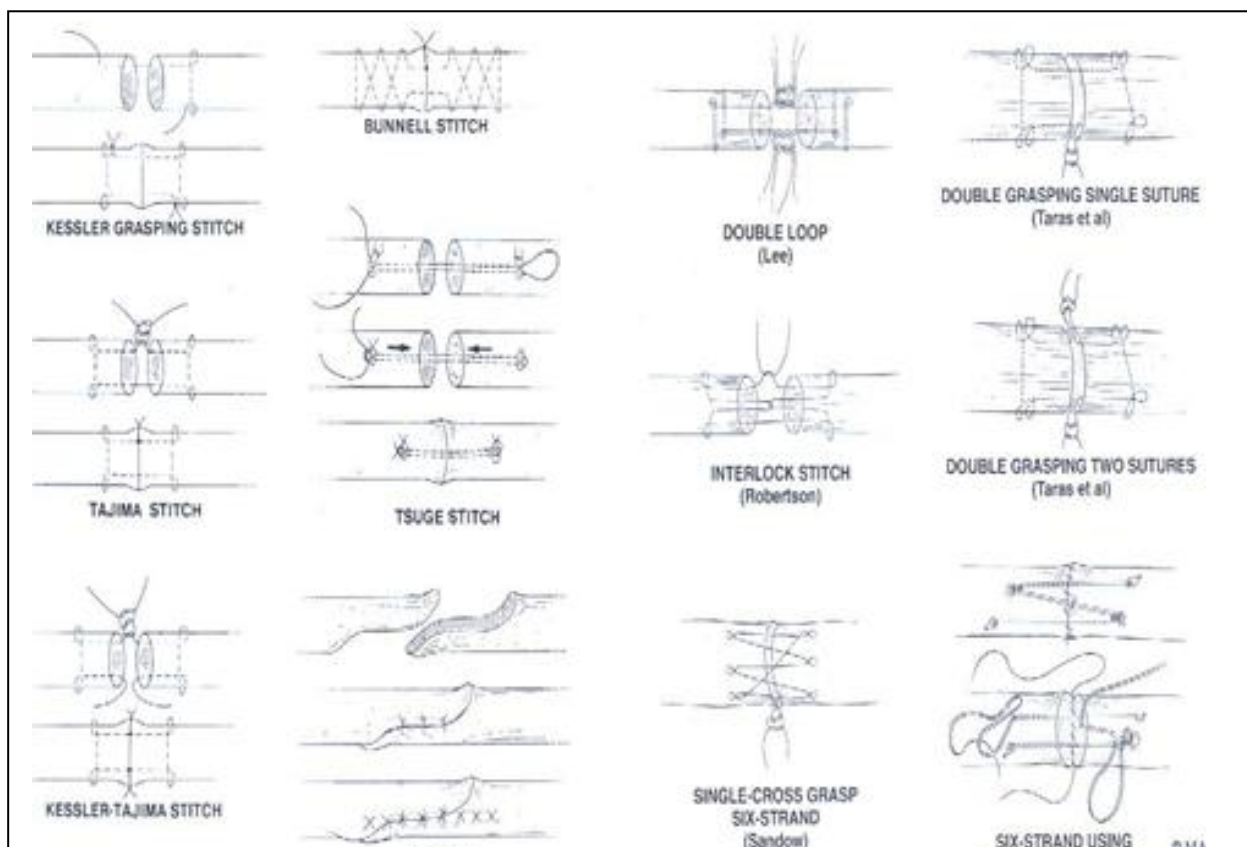 KESSLER GRASPING STITCH
BUNNELL STITCH
DOUBLE LOOP
(Lee)
DOUBLE GRASPING SINGLE SUTURE
(Taras et al)
TAJIMA STITCH
TSUGE STITCH
INTERLOCK STITCH
(Robertson)
DOUBLE GRASPING TWO SUTURES
(Taras et al)
KESSLER-TAJIMA STITCH
SINGLE-CROSS GRASP
SIX-STRAND
(Sandow)
SIX-STRAND USING